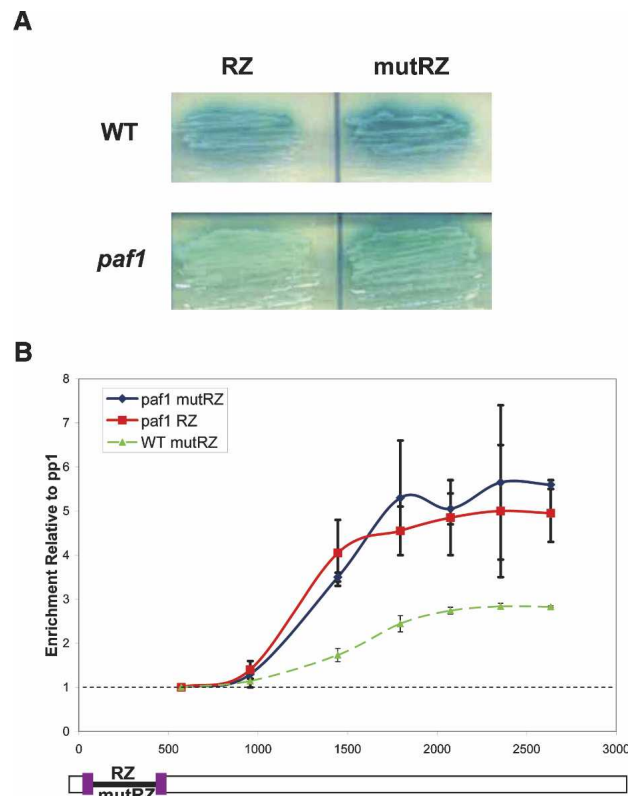 A
RZ mutRZ
WT
paf1
B
8
7
6
5
4
3
2
1
0
Enrichment Relative to pp1
paf1 mutRZ
paf1 RZ
WT mutRZ
0 500 1000 1500 2000 2500 3000
RZ
mutRZ